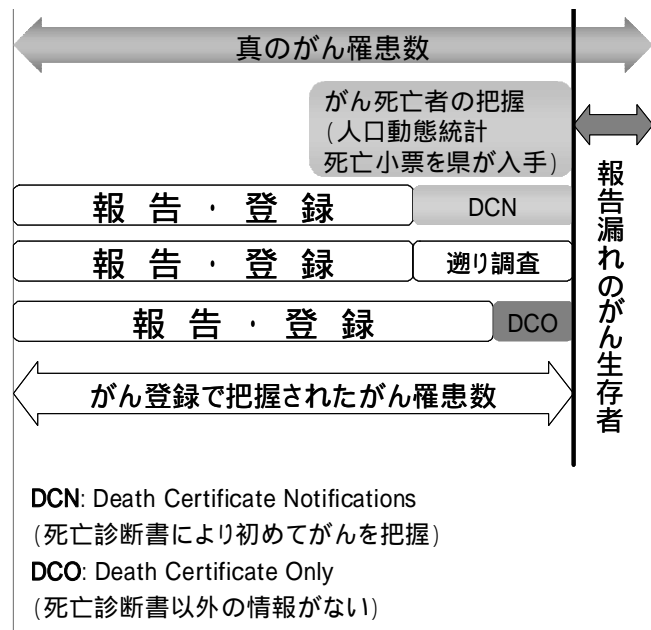 真のがん罹患数
がん死亡者の把握
(人口動態統計
死亡小票を県が入手)
報告・登録
DCN
報告・登録
遡り調査
報告・登録
DCO
がん登録で把握されたがん罹患数
報告漏れのがん生存者
DCN: Death Certificate Notifications
(死亡診断書により初めてがんを把握)
DCO: Death Certificate Only
(死亡診断書以外の情報がない)